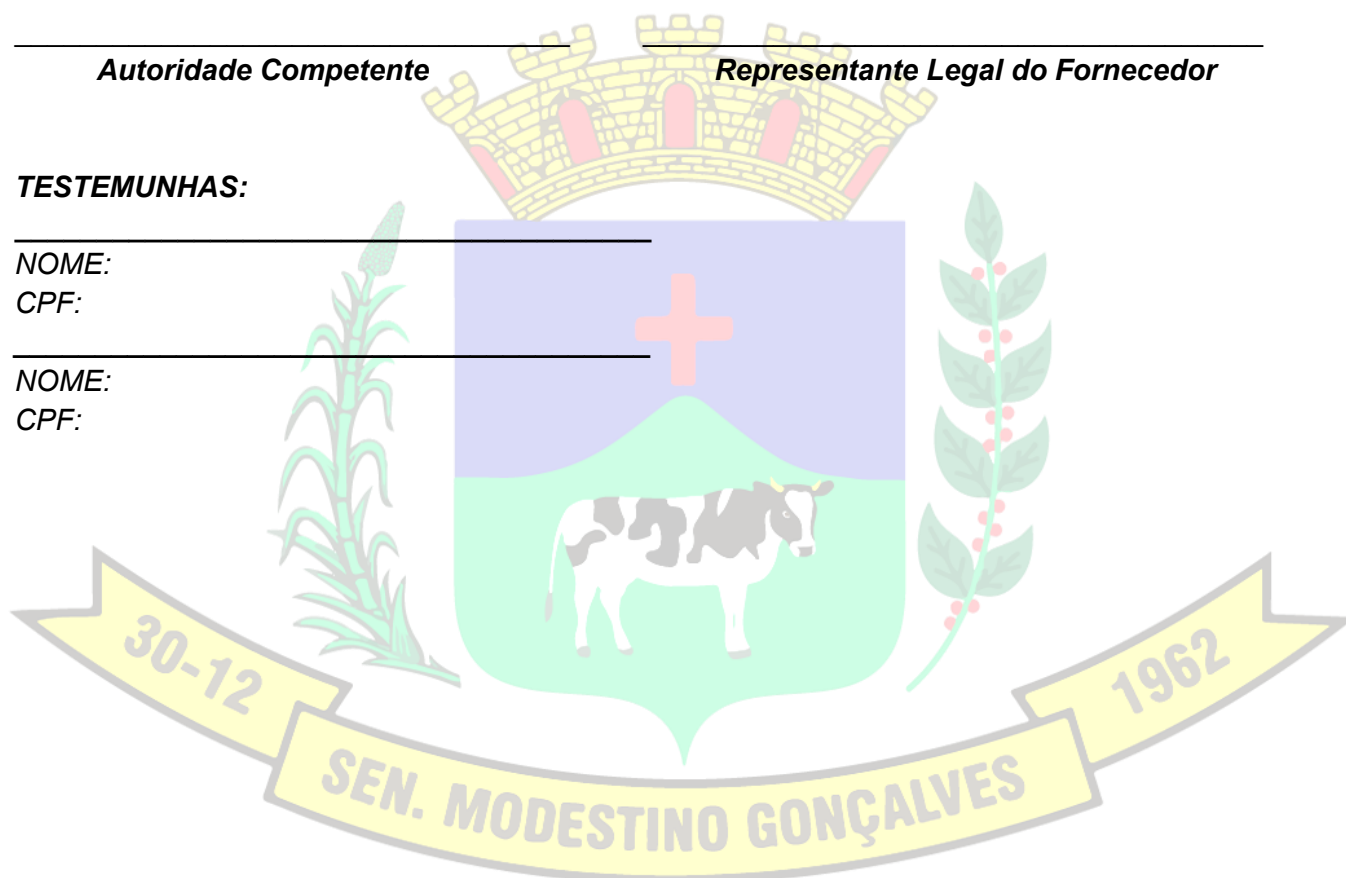 Autoridade Competente Representante Legal do Fornecedor
TESTEMUNHAS:
NOME:
CPF:
NOME:
CPF:
30-12 1962
SEN. MODESTINO GONÇALVES